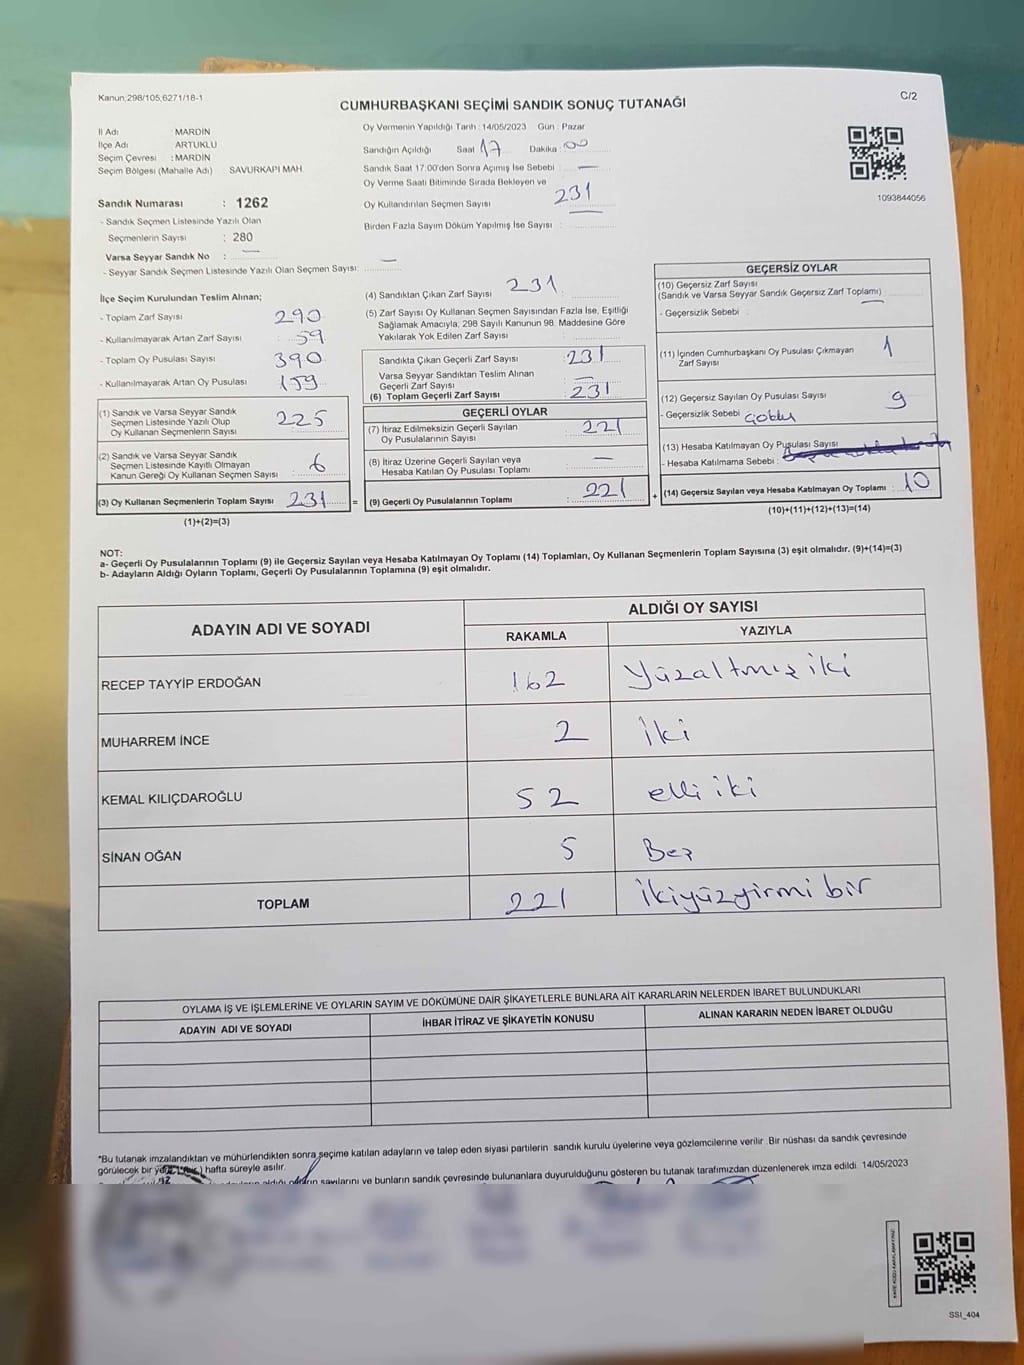 Kanun,298/105,6271/18-1
C/2
CUMHURBAŞKANI SEÇİMİ SANDIK SONUÇ TUTANAĞI
İl Adı : MARDİN
İlçe Adı ARTUKLU
Seçim Çevresi : MARDİN
Seçim Bölgesi (Mahalle Adı) SAVURKAPI MAH.
Sandık Numarası : 1262
- Sandık Seçmen Listesinde Yazılı Olan
Seçmenlerin Sayısı : 280
Varsa Seyyar Sandık No : —
- Seyyar Sandık Seçmen Listesinde Yazılı Olan Seçmen Sayısı: —
Oy Vermenin Yapıldığı Tarih : 14/05/2023 Gün : Pazar
Sandığın Açıldığı Saat 17 Dakika : 00
Sandık Saat 17:00'den Sonra Açımış İse Sebebi : —
Oy Verme Saati Bitiminde Sırada Bekleyen ve
Oy Kullandırılan Seçmen Sayısı 231
Birden Fazla Sayım Döküm Yapılmış İse Sayısı : —
1093844056
İlçe Seçim Kurulundan Teslim Alınan;
- Toplam Zarf Sayısı 290
- Kullanılmayarak Artan Zarf Sayısı : 59
- Toplam Oy Pusulası Sayısı 390
- Kullanılmayarak Artan Oy Pusulası : 159
(1) Sandık ve Varsa Seyyar Sandık
Seçmen Listesinde Yazılı Olup
Oy Kullanan Seçmenlerin Sayısı 225
(2) Sandık ve Varsa Seyyar Sandık
Seçmen Listesinde Kayıtlı Olmayan
Kanun Gereği Oy Kullanan Seçmen Sayısı 6
(3) Oy Kullanan Seçmenlerin Toplam Sayısı 231 =
(1)+(2)=(3)
(4) Sandıktan Çıkan Zarf Sayısı 231
(5) Zarf Sayısı Oy Kullanan Seçmen Sayısından Fazla İse, Eşitliği
Sağlamak Amacıyla, 298 Sayılı Kanunun 98. Maddesine Göre
Yakılarak Yok Edilen Zarf Sayısı :
Sandıkta Çıkan Geçerli Zarf Sayısı : 231
Varsa Seyyar Sandıktan Teslim Alınan
Geçerli Zarf Sayısı : —
(6) Toplam Geçerli Zarf Sayısı : 231
GEÇERLİ OYLAR
(7) İtiraz Edilmeksizin Geçerli Sayılan
Oy Pusulalarının Sayısı : 221
(8) İtiraz Üzerine Geçerli Sayılan veya
Hesaba Katılan Oy Pusulası Toplamı : —
(9) Geçerli Oy Pusulalarının Toplamı : 221 +
GEÇERSİZ OYLAR
(10) Geçersiz Zarf Sayısı
(Sandık ve Varsa Seyyar Sandık Geçersiz Zarf Toplamı) : —
- Geçersizlik Sebebi :
(11) İçinden Cumhurbaşkanı Oy Pusulası Çıkmayan
Zarf Sayısı 1
(12) Geçersiz Sayılan Oy Pusulası Sayısı 9
- Geçersizlik Sebebi
(13) Hesaba Katılmayan Oy Pusulası Sayısı
- Hesaba Katılmama Sebebi :
(14) Geçersiz Sayılan veya Hesaba Katılmayan Oy Toplamı : 10
(10)+(11)+(12)+(13)=(14)
NOT:
a- Geçerli Oy Pusulalarının Toplamı (9) ile Geçersiz Sayılan veya Hesaba Katılmayan Oy Toplamı (14) Toplamları, Oy Kullanan Seçmenlerin Toplam Sayısına (3) eşit olmalıdır. (9)+(14)=(3)
b- Adayların Aldığı Oyların Toplamı, Geçerli Oy Pusulalarının Toplamına (9) eşit olmalıdır.
ADAYIN ADI VE SOYADI
ALDIĞI OY SAYISI
RAKAMLA YAZIYLA
RECEP TAYYİP ERDOĞAN 162 Yüzaltmış iki
MUHARREM İNCE 2 İki
KEMAL KILIÇDAROĞLU 52 elli iki
SİNAN OĞAN 5 Beş
TOPLAM 221 İkiyüzyirmi bir
OYLAMA İŞ VE İŞLEMLERİNE VE OYLARIN SAYIM VE DÖKÜMÜNE DAİR ŞİKAYETLERLE BUNLARA AİT KARARLARIN NELERDEN İBARET BULUNDUKLARI
ADAYIN ADI VE SOYADI İHBAR İTİRAZ VE ŞİKAYETİN KONUSU ALINAN KARARIN NEDEN İBARET OLDUĞU
*Bu tutanak imzalandıktan ve mühürlendikten sonra seçime katılan adayların ve talep eden siyasi partilerin sandık kurulu üyelerine veya gözlemcilerine verilir. Bir nüshası da sandık çevresinde
görülecek bir hafta süreyle asılır.
sayılarını ve bunların sandık çevresinde bulunanlara duyurulduğunu gösteren bu tutanak tarafımızdan düzenlenerek imza edildi. 14/05/2023
SSI_404